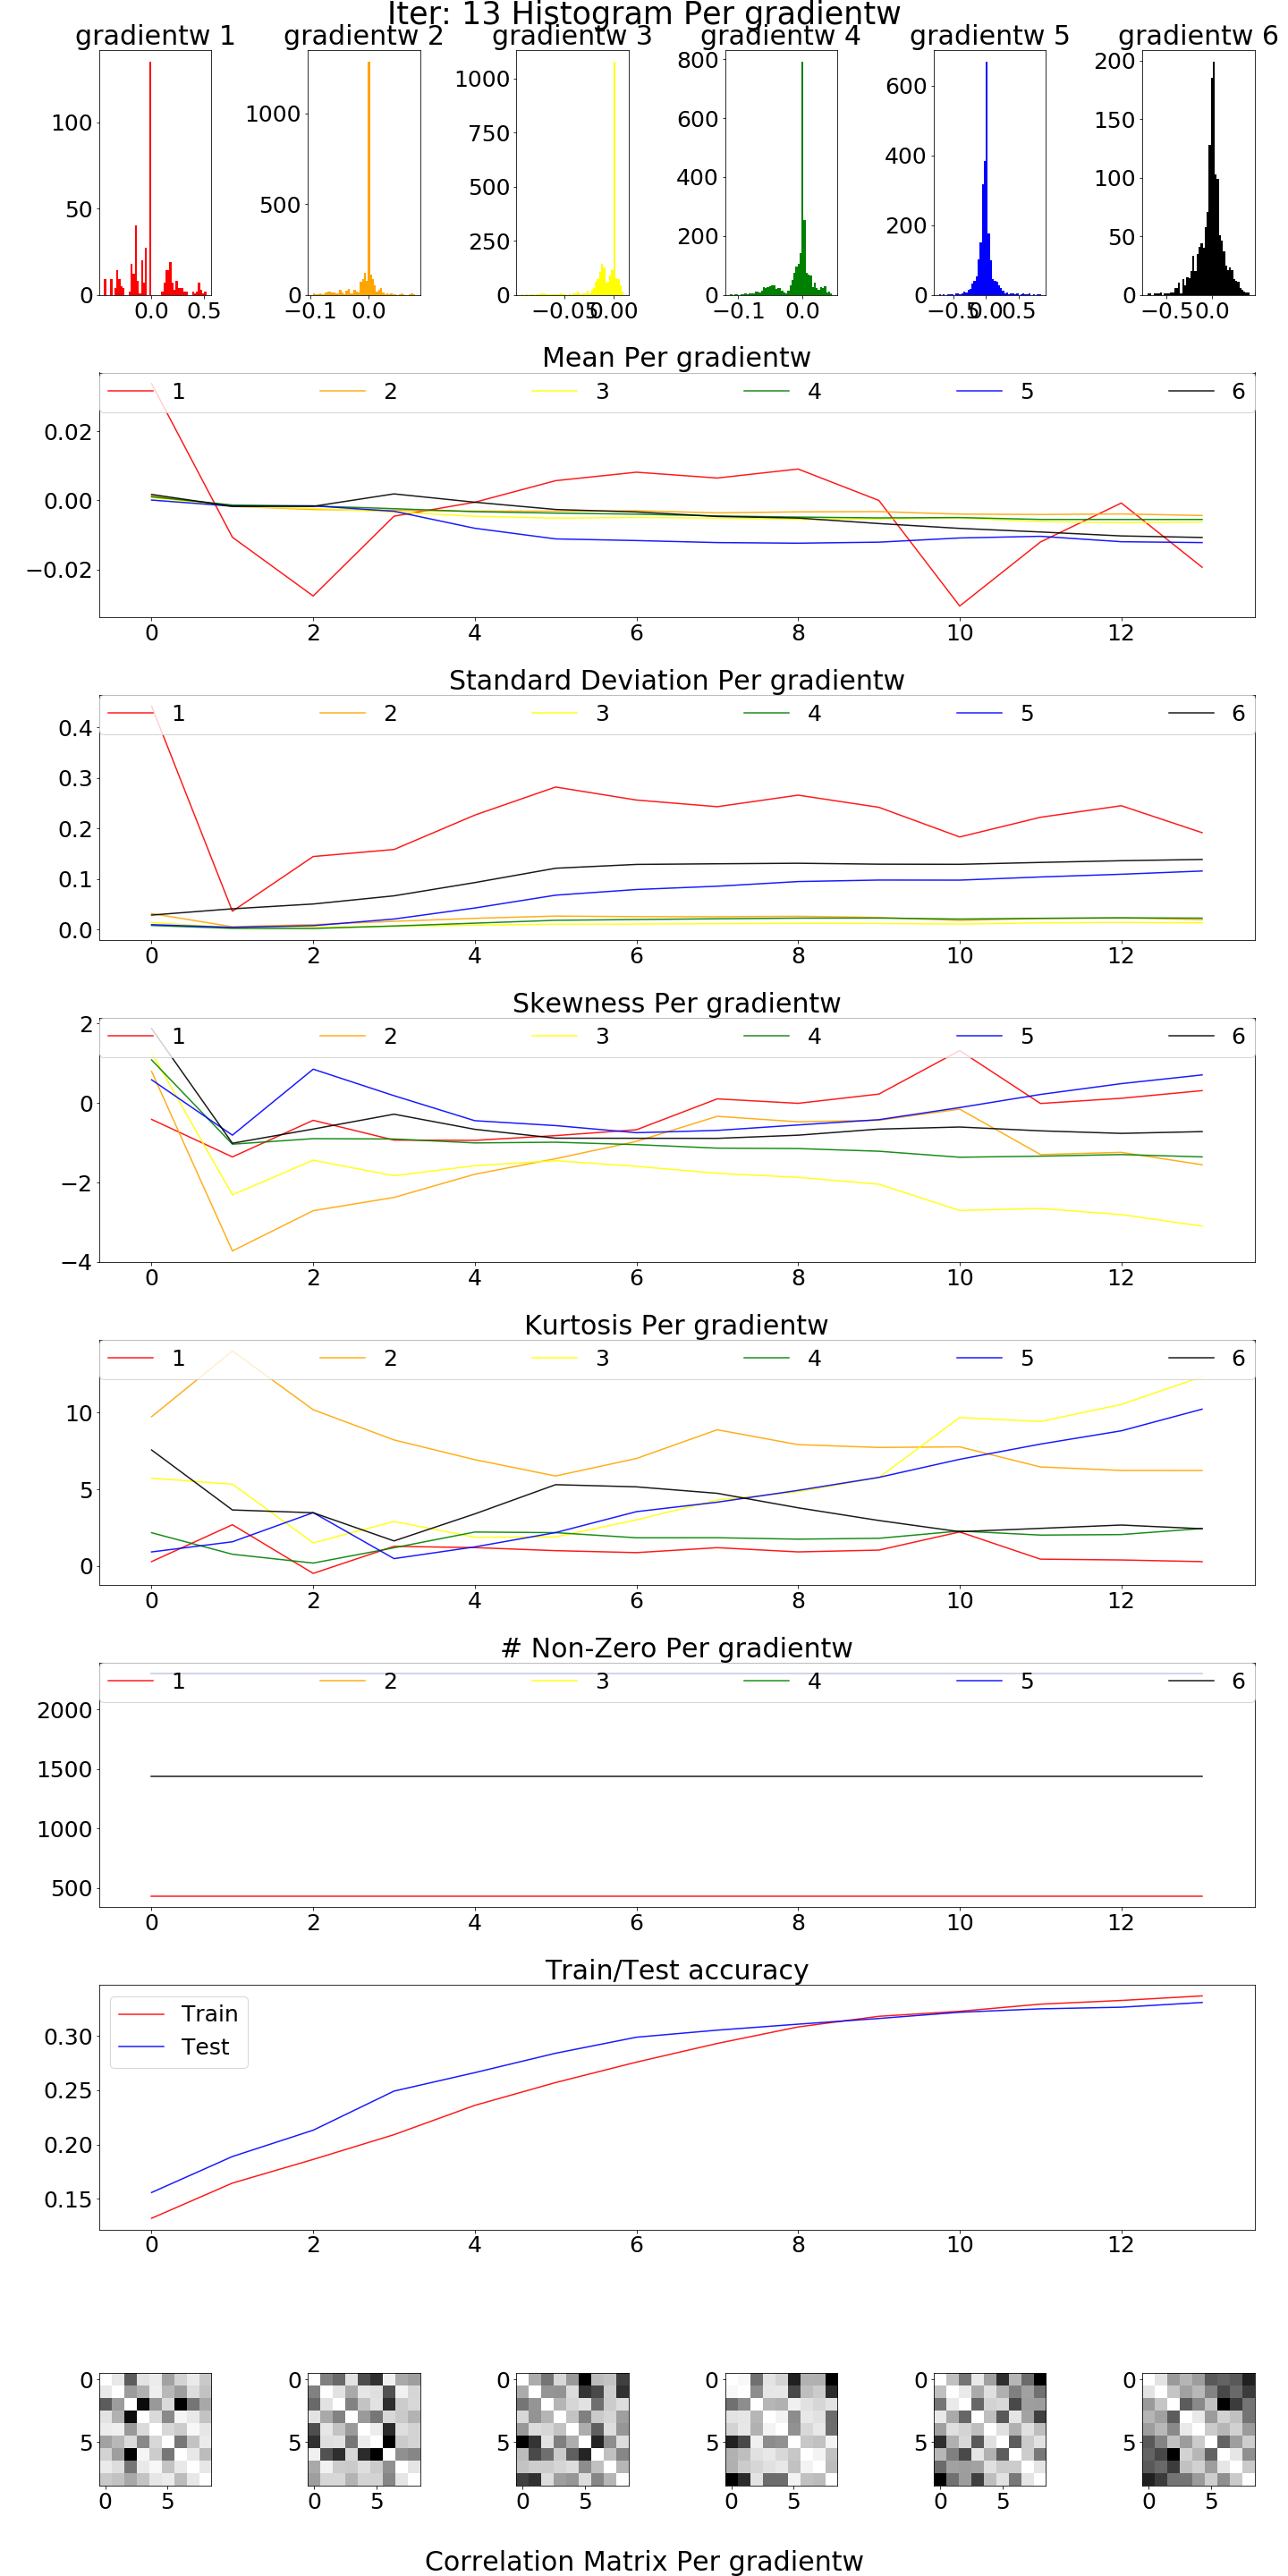 Iter: 13 Histogram Per gradientw
gradientw 1 gradientw 2 gradientw 3 gradientw 4 gradientw 5 gradientw 6
100
50
0
0.0 0.5
1000
500
0
−0.1 0.0
1000
750
500
250
0
−0.05 0.00
800
600
400
200
0
−0.1 0.0
600
400
200
0
−0.5 0.0 0.5
200
150
100
50
0
−0.5 0.0
Mean Per gradientw
1 2 3 4 5 6
0.02
0.00
−0.02
0 2 4 6 8 10 12
Standard Deviation Per gradientw
1 2 3 4 5 6
0.4
0.3
0.2
0.1
0.0
0 2 4 6 8 10 12
Skewness Per gradientw
1 2 3 4 5 6
2
0
−2
−4
0 2 4 6 8 10 12
Kurtosis Per gradientw
1 2 3 4 5 6
10
5
0
0 2 4 6 8 10 12
# Non-Zero Per gradientw
1 2 3 4 5 6
2000
1500
1000
500
0 2 4 6 8 10 12
Train/Test accuracy
Train
Test
0.30
0.25
0.20
0.15
0 2 4 6 8 10 12
0 0 0 0 0 0
5 5 5 5 5 5
0 5 0 5 0 5 0 5 0 5 0 5
Correlation Matrix Per gradientw